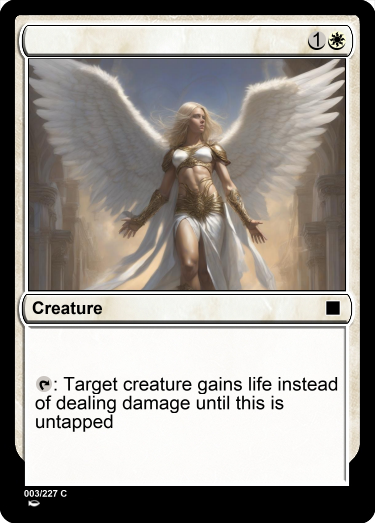 1
Creature
: Target creature gains life instead
of dealing damage until this is
untapped
003/227 C